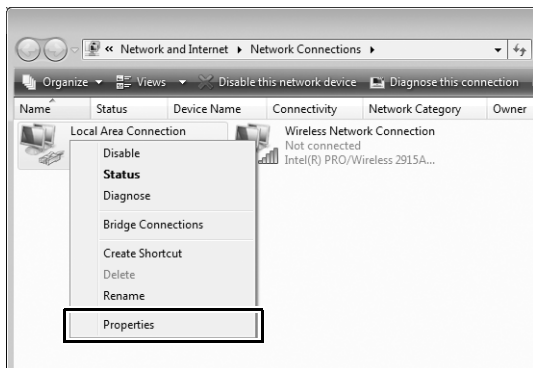 « Network and Internet ▸ Network Connections ▸
Organize ▾ Views ▾ Disable this network device Diagnose this connection
Name Status Device Name Connectivity Network Category Owner
Local Area Connection
Wireless Network Connection
Not connected
Intel(R) PRO/Wireless 2915A...
Disable
Status
Diagnose
Bridge Connections
Create Shortcut
Delete
Rename
Properties